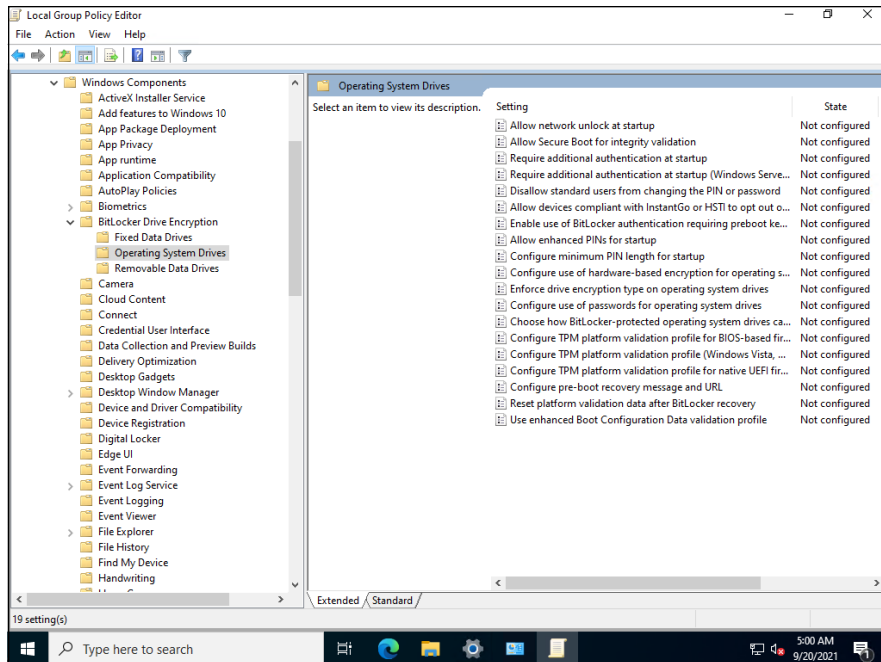 Local Group Policy Editor
File Action View Help
Windows Components
ActiveX Installer Service
Add features to Windows 10
App Package Deployment
App Privacy
App runtime
Application Compatibility
AutoPlay Policies
Biometrics
BitLocker Drive Encryption
Fixed Data Drives
Operating System Drives
Removable Data Drives
Camera
Cloud Content
Connect
Credential User Interface
Data Collection and Preview Builds
Delivery Optimization
Desktop Gadgets
Desktop Window Manager
Device and Driver Compatibility
Device Registration
Digital Locker
Edge UI
Event Forwarding
Event Log Service
Event Logging
Event Viewer
File Explorer
File History
Find My Device
Handwriting
Operating System Drives
Select an item to view its description.
Setting State
Allow network unlock at startup Not configured
Allow Secure Boot for integrity validation Not configured
Require additional authentication at startup Not configured
Require additional authentication at startup (Windows Serve... Not configured
Disallow standard users from changing the PIN or password Not configured
Allow devices compliant with InstantGo or HSTI to opt out o... Not configured
Enable use of BitLocker authentication requiring preboot ke... Not configured
Allow enhanced PINs for startup Not configured
Configure minimum PIN length for startup Not configured
Configure use of hardware-based encryption for operating s... Not configured
Enforce drive encryption type on operating system drives Not configured
Configure use of passwords for operating system drives Not configured
Choose how BitLocker-protected operating system drives ca... Not configured
Configure TPM platform validation profile for BIOS-based fir... Not configured
Configure TPM platform validation profile (Windows Vista, ... Not configured
Configure TPM platform validation profile for native UEFI fir... Not configured
Configure pre-boot recovery message and URL Not configured
Reset platform validation data after BitLocker recovery Not configured
Use enhanced Boot Configuration Data validation profile Not configured
Extended Standard
19 setting(s)
Type here to search
5:00 AM
9/20/2021
1